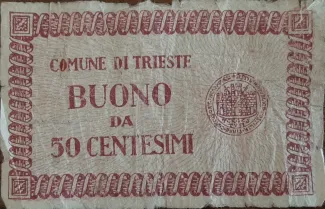 COMUNE DI TRIESTE
BUONO
DA
50 CENTESIMI